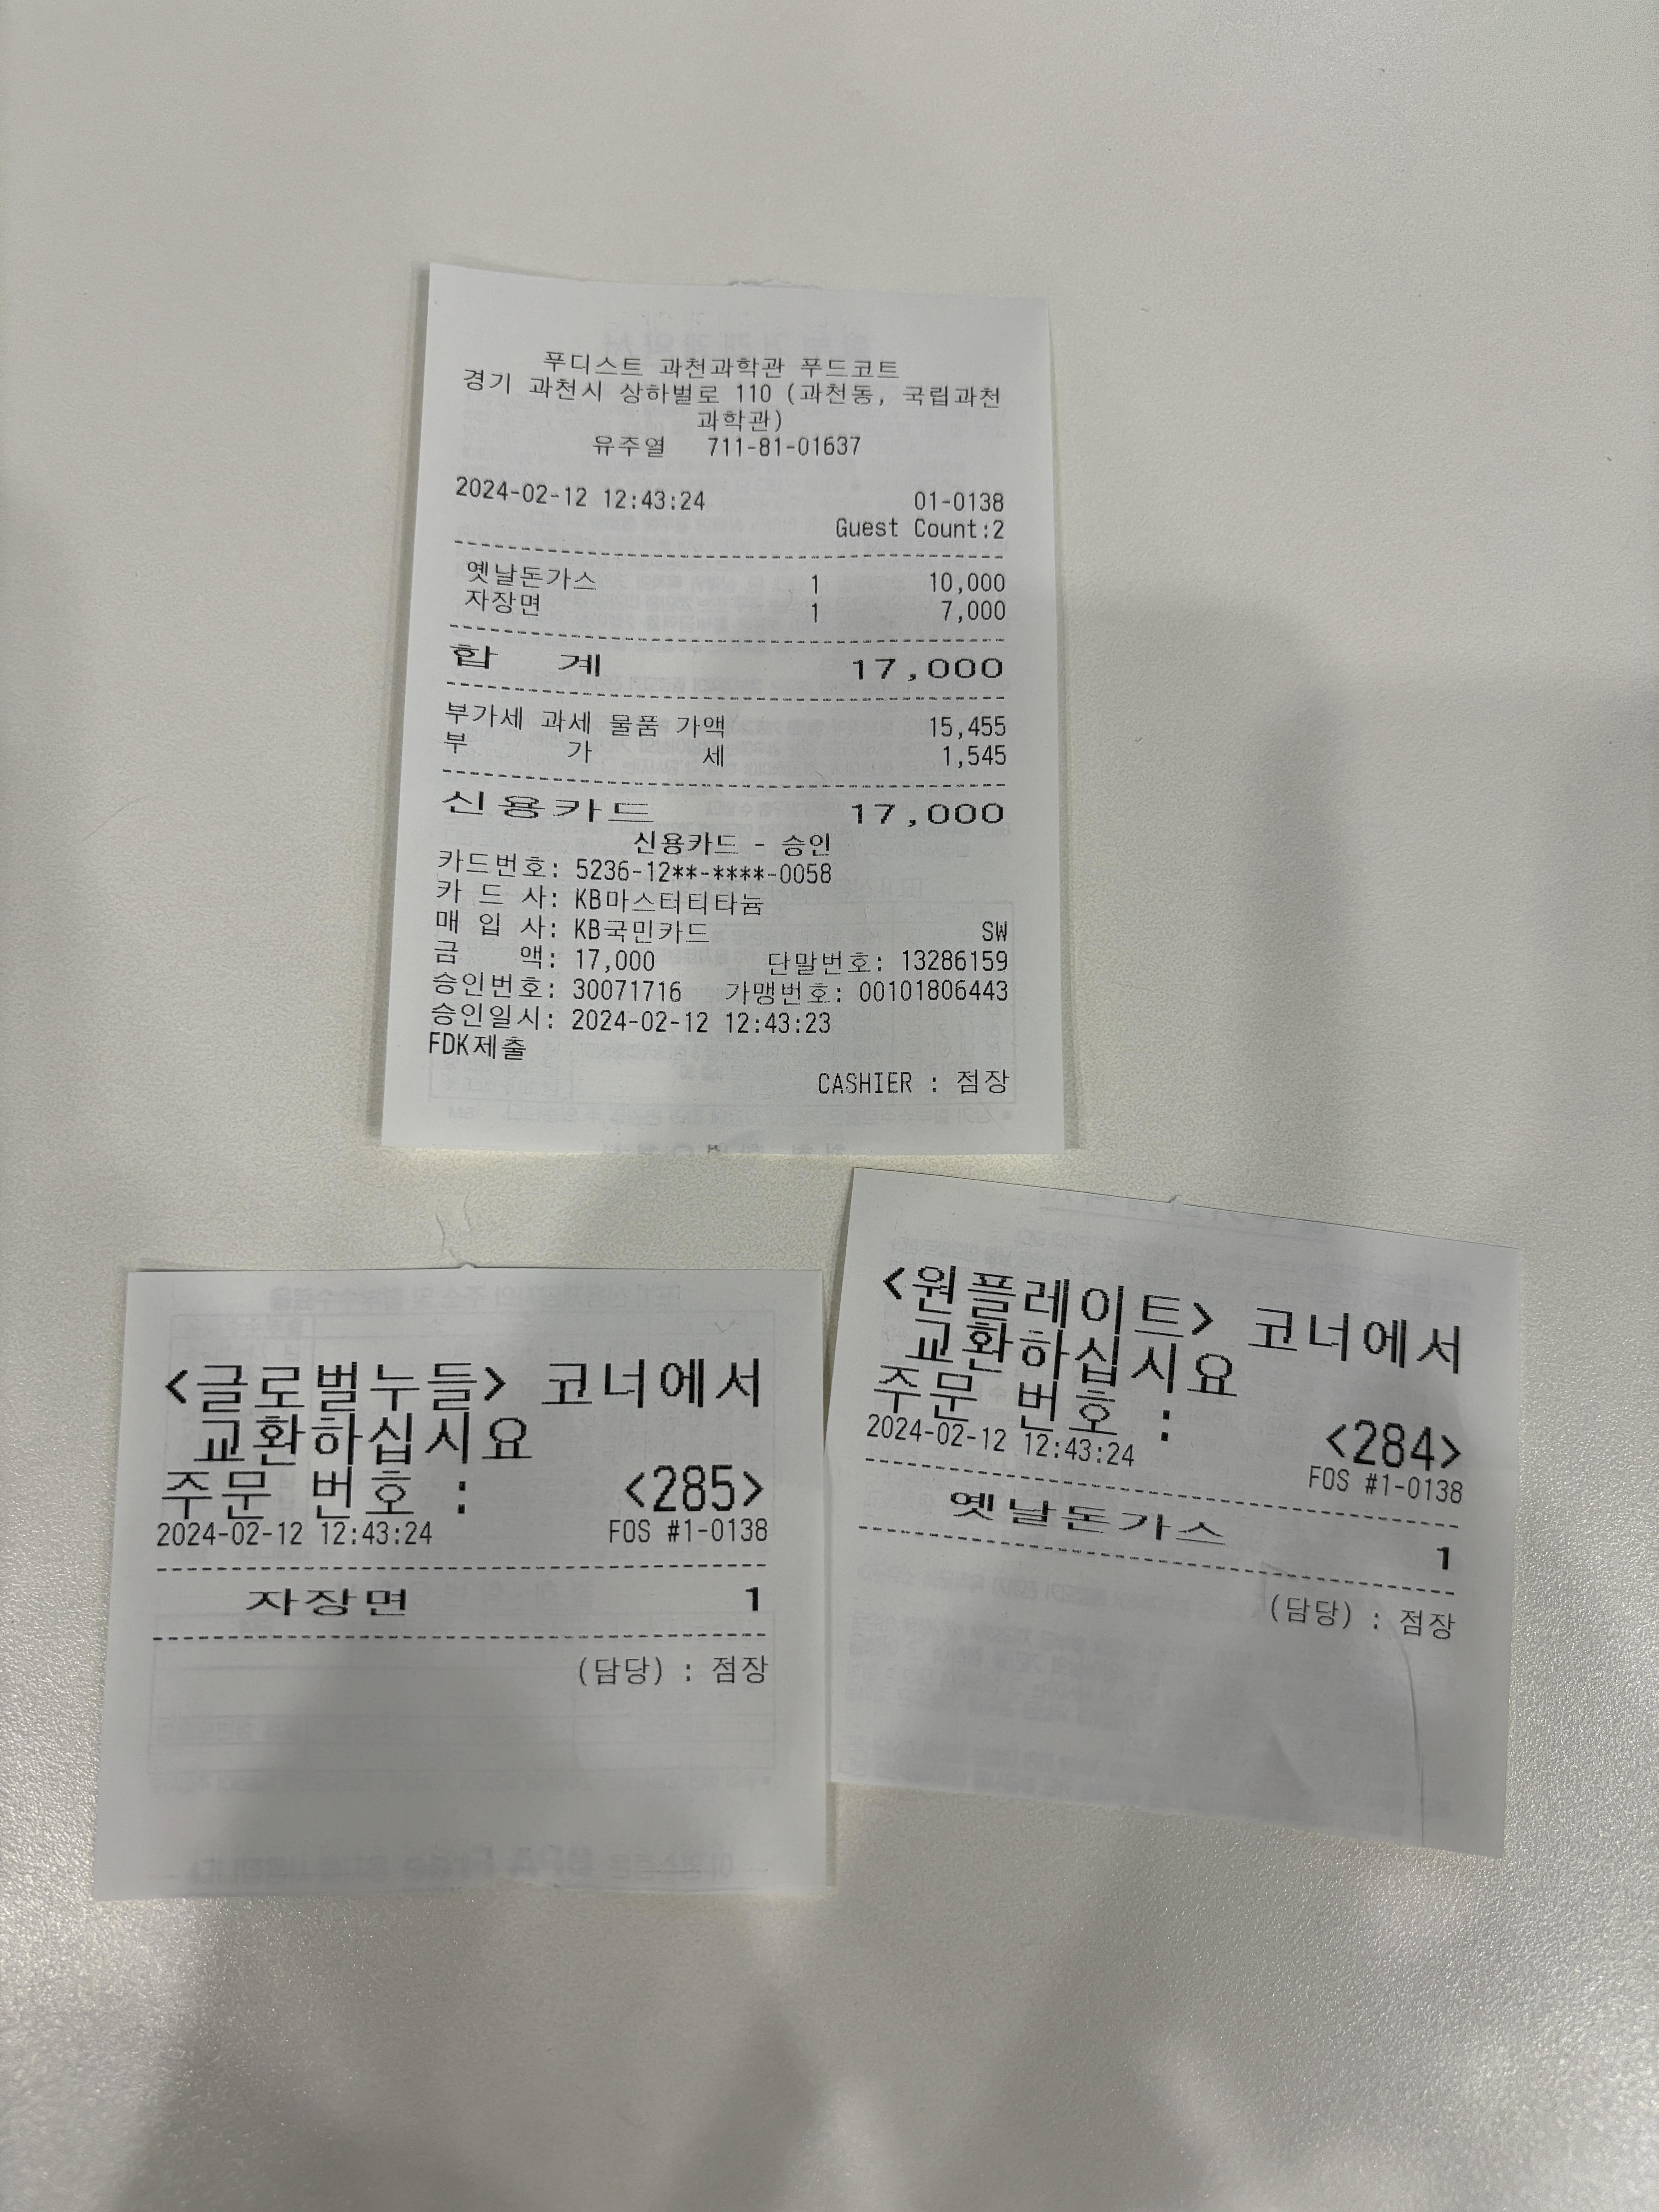 푸디스트 과천과학관 푸드코트
경기 과천시 상하벌로 110 (과천동, 국립과천
과학관)
유주열 711-81-01637
2024-02-12 12:43:24 01-0138
Guest Count:2
옛날돈가스 1 10,000
자장면 1 7,000
합 계 17,000
부가세 과세 물품 가액 15,455
부 가 세 1,545
신용카드 17,000
신용카드 - 승인
카드번호: 5236-12**-****-0058
카 드 사: KB마스터티타늄
매 입 사: KB국민카드 SW
금 액: 17,000 단말번호: 13286159
승인번호: 30071716 가맹번호: 00101806443
승인일시: 2024-02-12 12:43:23
FDK제출
CASHIER : 점장
<글로벌누들> 코너에서
교환하십시요
주문 번호 : <285>
2024-02-12 12:43:24 FOS #1-0138
자장면 1
(담당) : 점장
<원플레이트> 코너에서
교환하십시요
주문 번호 : <284>
2024-02-12 12:43:24 FOS #1-0138
옛날돈가스 1
(담당) : 점장